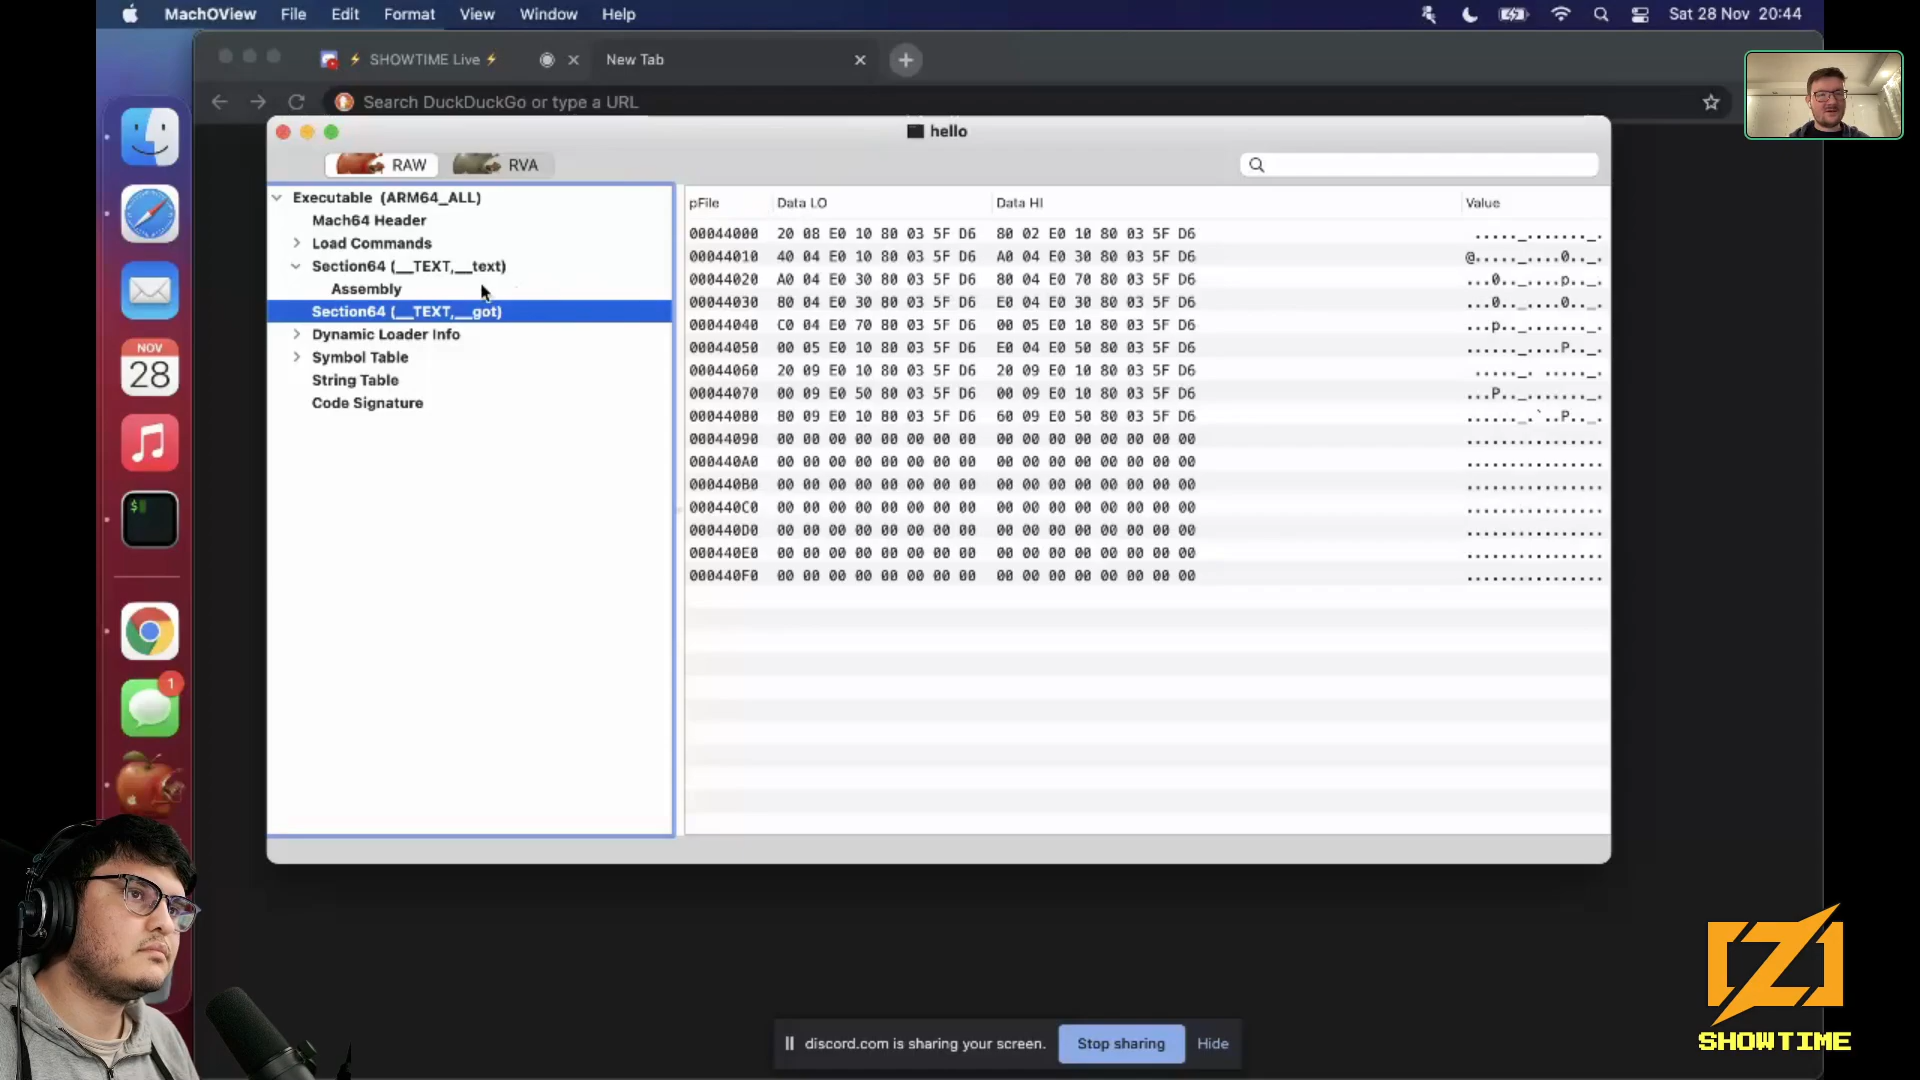 MachOView File Edit Format View Window Help Sat 28 Nov 20:44
⚡ SHOWTIME Live ⚡ New Tab
Search DuckDuckGo or type a URL
hello
RAW RVA
Executable (ARM64_ALL)
Mach64 Header
Load Commands
Section64 (__TEXT,__text)
Assembly
Section64 (__TEXT,__got)
Dynamic Loader Info
Symbol Table
String Table
Code Signature
pFile Data LO Data HI Value
00044000 20 08 E0 10 80 03 5F D6 80 02 E0 10 80 03 5F D6 ....._......._.
00044010 40 04 E0 10 80 03 5F D6 A0 04 E0 30 80 03 5F D6 @....._....0.._.
00044020 A0 04 E0 30 80 03 5F D6 80 04 E0 70 80 03 5F D6 ...0.._....p.._.
00044030 80 04 E0 30 80 03 5F D6 E0 04 E0 30 80 03 5F D6 ...0.._....0.._.
00044040 C0 04 E0 70 80 03 5F D6 00 05 E0 10 80 03 5F D6 ...p.._......._.
00044050 00 05 E0 10 80 03 5F D6 E0 04 E0 50 80 03 5F D6 ......_....P.._.
00044060 20 09 E0 10 80 03 5F D6 20 09 E0 10 80 03 5F D6 ....._. ....._.
00044070 00 09 E0 50 80 03 5F D6 00 09 E0 10 80 03 5F D6 ...P.._......._.
00044080 80 09 E0 10 80 03 5F D6 60 09 E0 50 80 03 5F D6 ......_.`..P.._.
00044090 00 00 00 00 00 00 00 00 00 00 00 00 00 00 00 00 ................
000440A0 00 00 00 00 00 00 00 00 00 00 00 00 00 00 00 00 ................
000440B0 00 00 00 00 00 00 00 00 00 00 00 00 00 00 00 00 ................
000440C0 00 00 00 00 00 00 00 00 00 00 00 00 00 00 00 00 ................
000440D0 00 00 00 00 00 00 00 00 00 00 00 00 00 00 00 00 ................
000440E0 00 00 00 00 00 00 00 00 00 00 00 00 00 00 00 00 ................
000440F0 00 00 00 00 00 00 00 00 00 00 00 00 00 00 00 00 ................
NOV
28
$
1
discord.com is sharing your screen. Stop sharing Hide
SHOWTIME